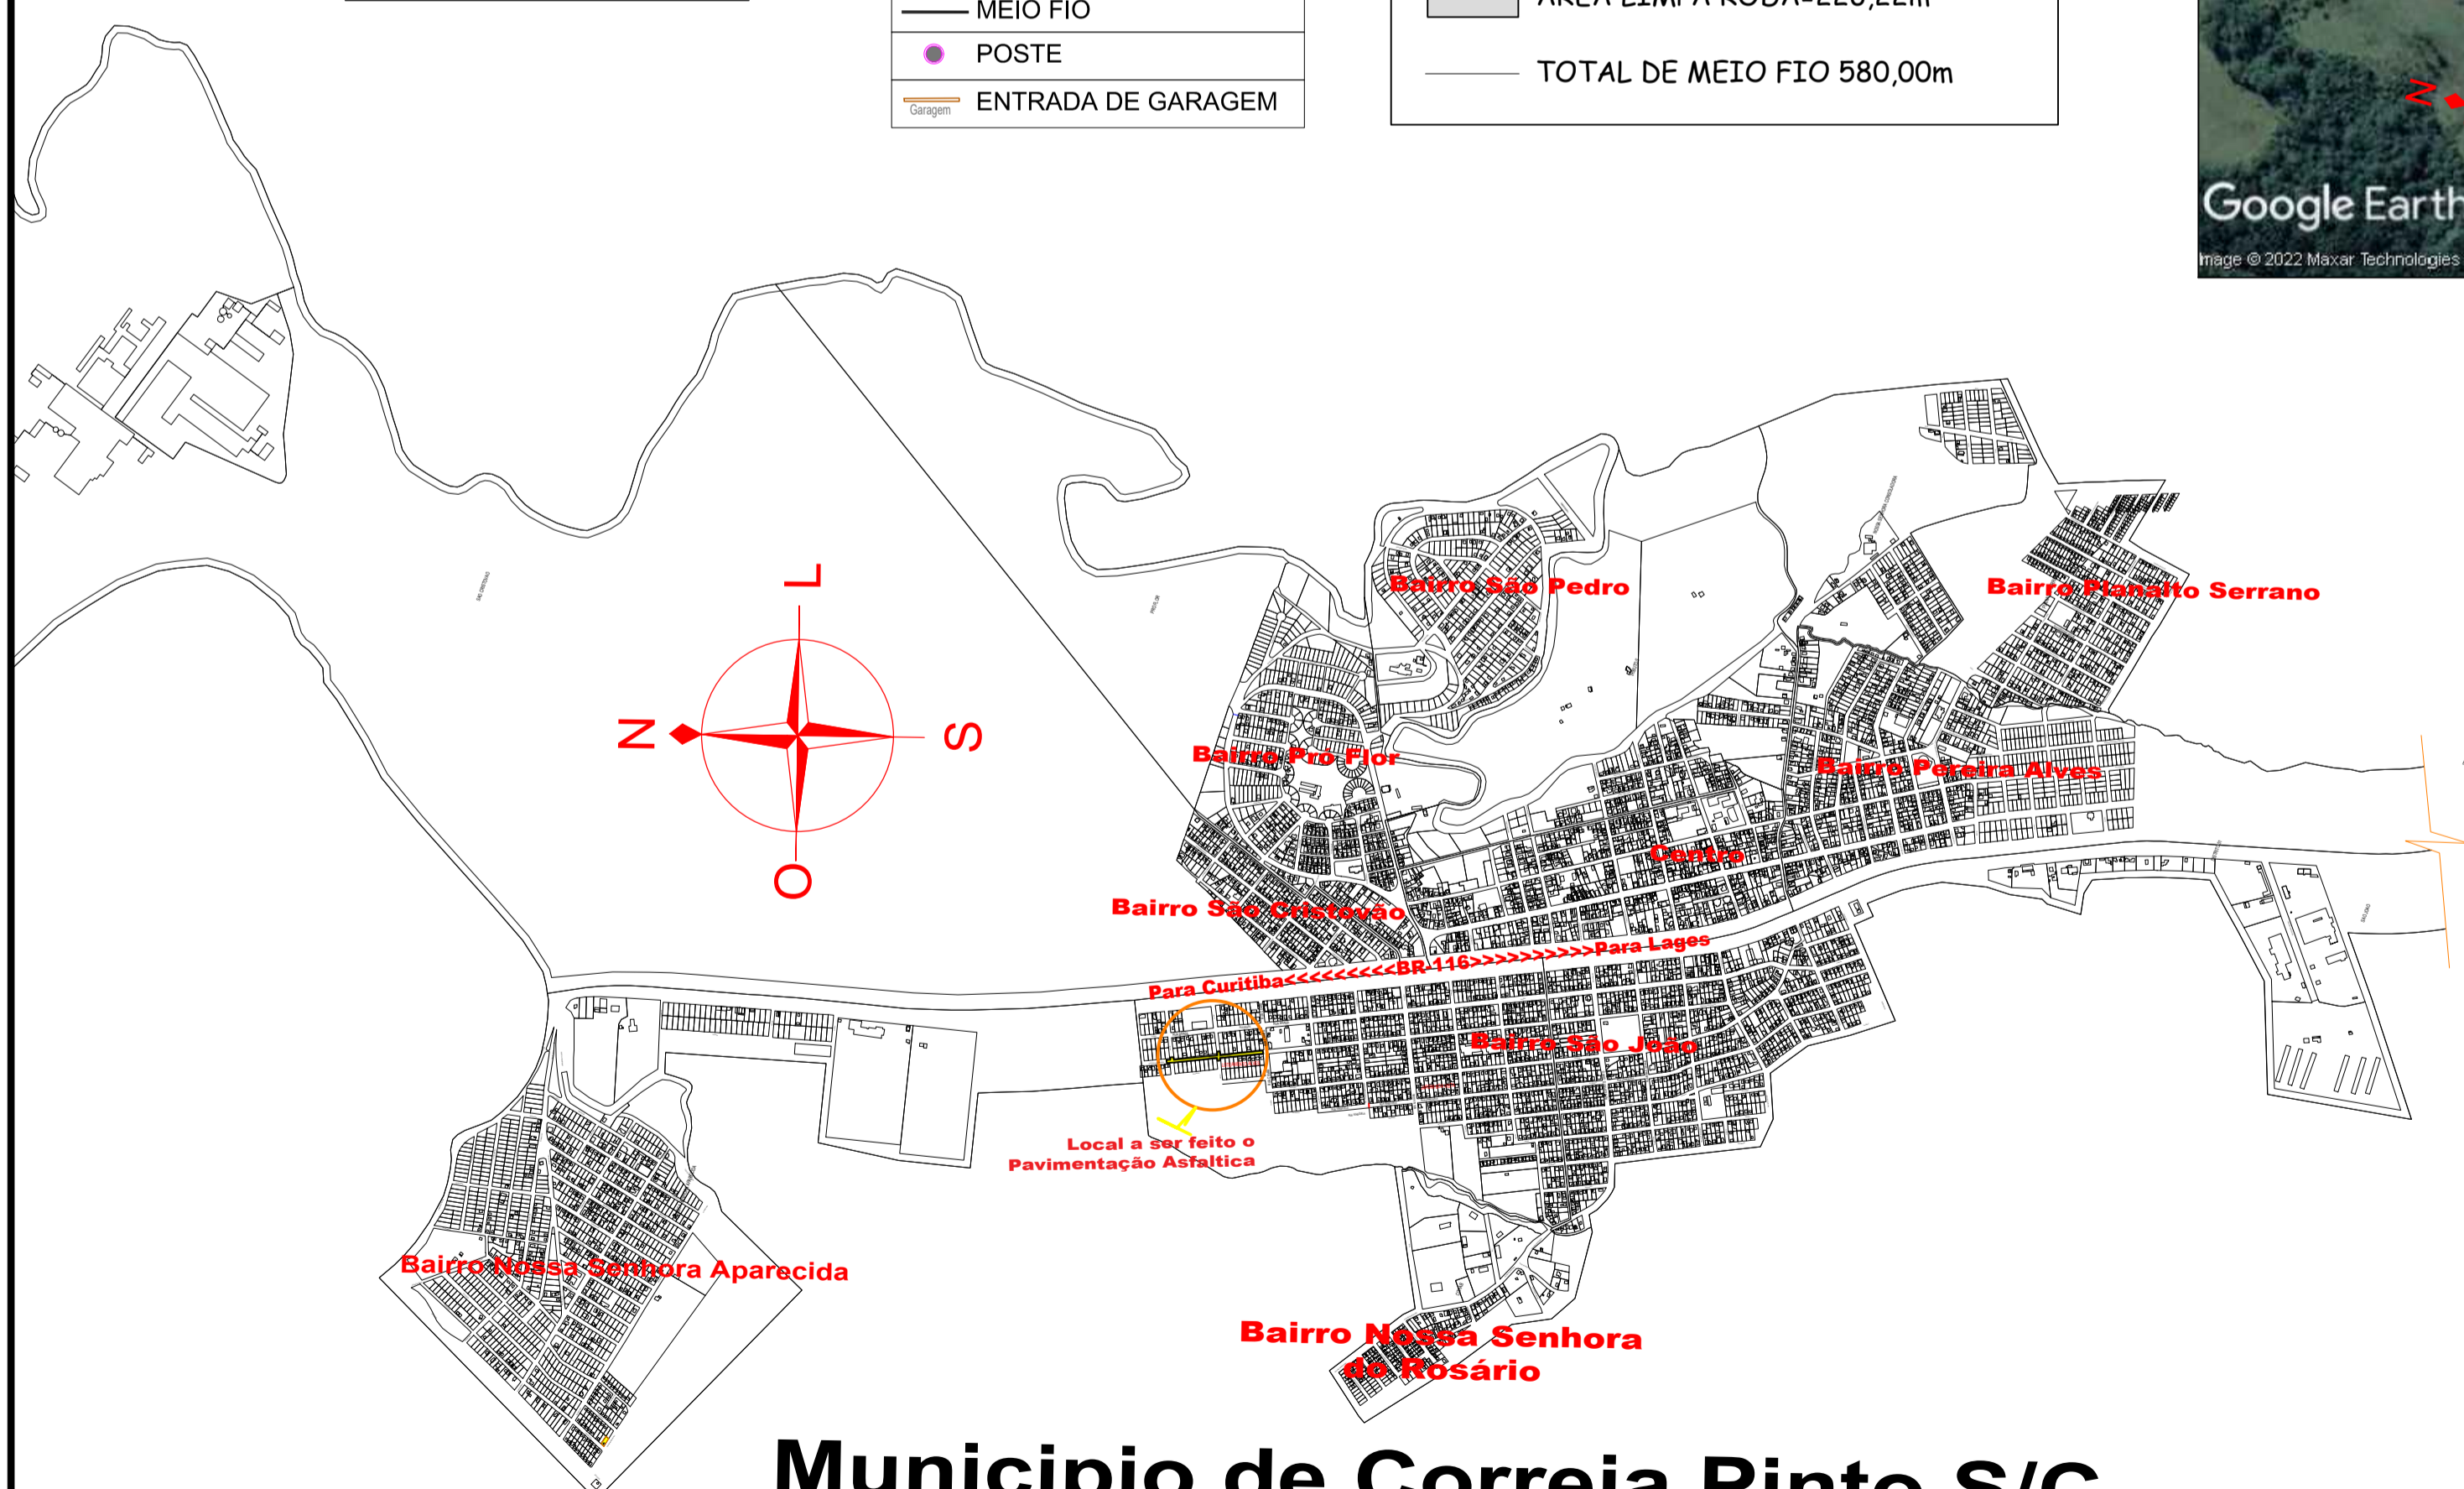 MEIO FIO
POSTE
Garagem
ENTRADA DE GARAGEM
TOTAL DE MEIO FIO 580,00m
N
Google Earth
Image © 2022 Maxar Technologies
L
N
S
O
Bairro São Pedro
Bairro Planalto Serrano
Bairro Pró Flor
Bairro Pereira Alves
Centro
Bairro São Cristovão
Para Curitiba<<<<<<<<<BR-116>>>>>>>>>>Para Lages
Bairro São João
Local a ser feito o
Pavimentação Asfaltica
Bairro Nossa Senhora Aparecida
Bairro Nossa Senhora
do Rosário
Municipio de Correia Pinto S/C